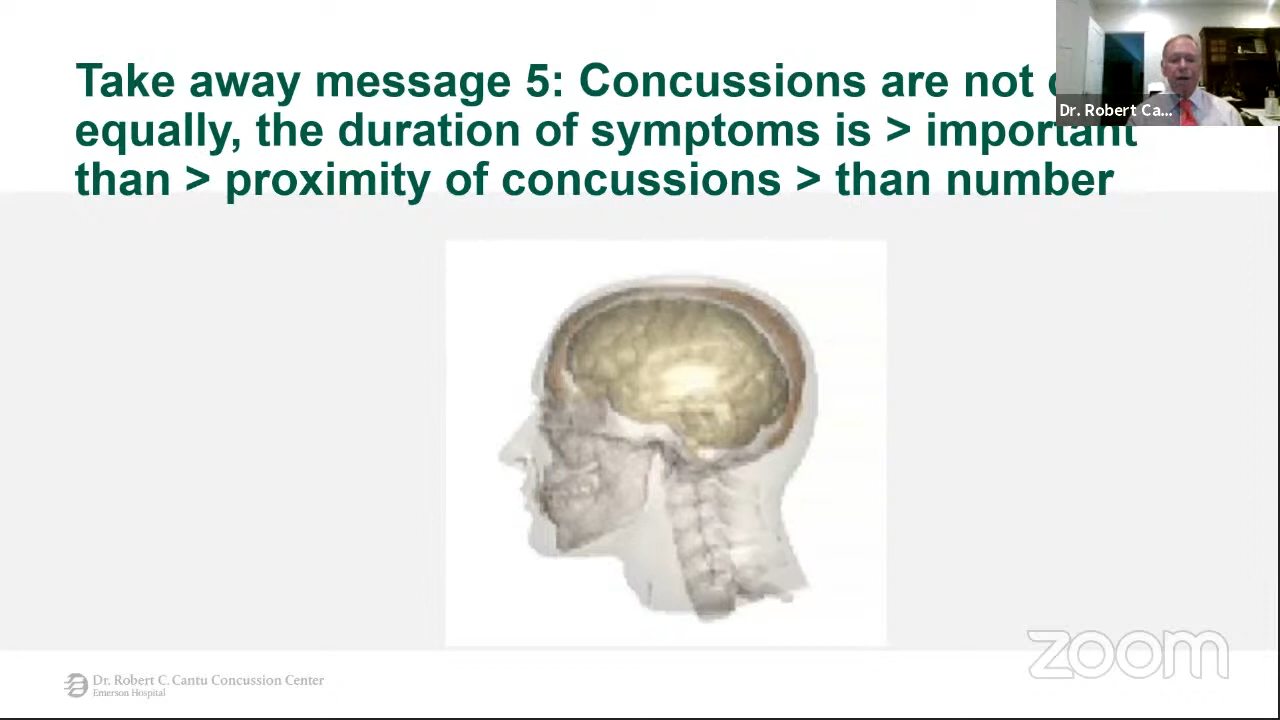 Take away message 5: Concussions are not
equally, the duration of symptoms is > important
than > proximity of concussions > than number
Dr. Robert Ca...
zoom
Dr. Robert C. Cantu Concussion Center
Emerson Hospital